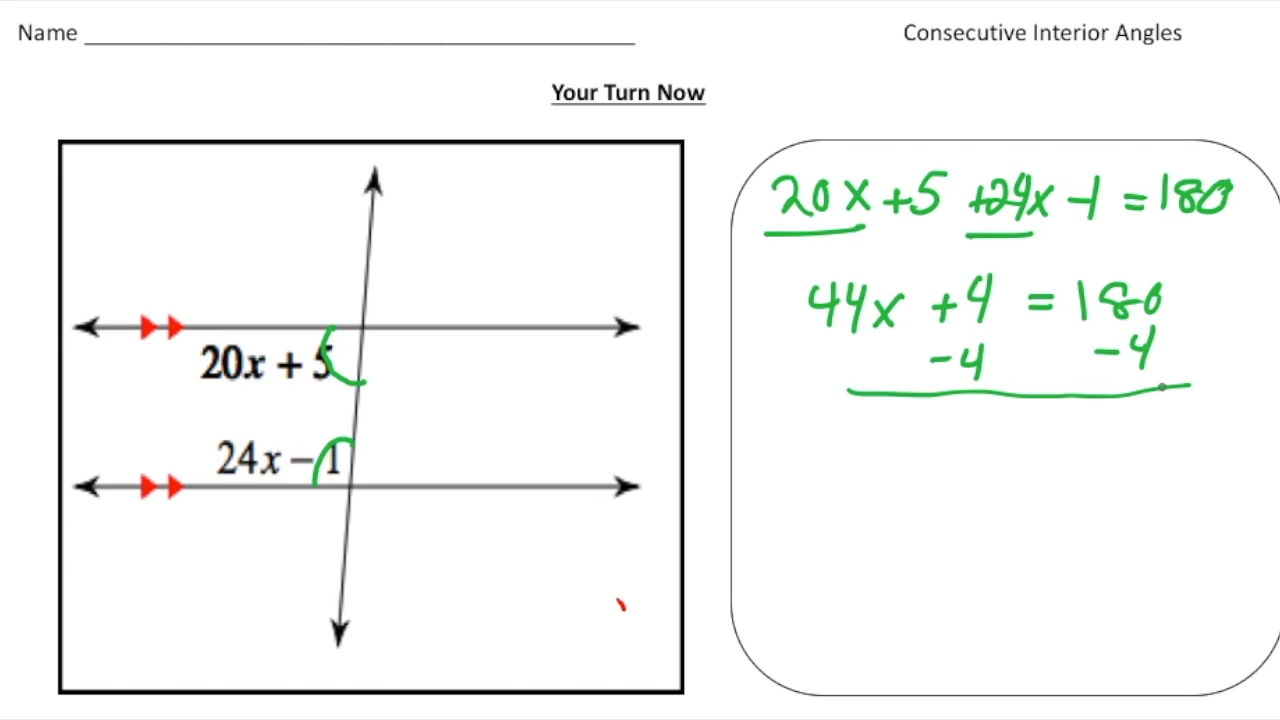 Name ____________________ Consecutive Interior Angles
Your Turn Now
20x + 5
24x − 1
20x +5 +24x -1 = 180
44x +4 = 180
-4 -4